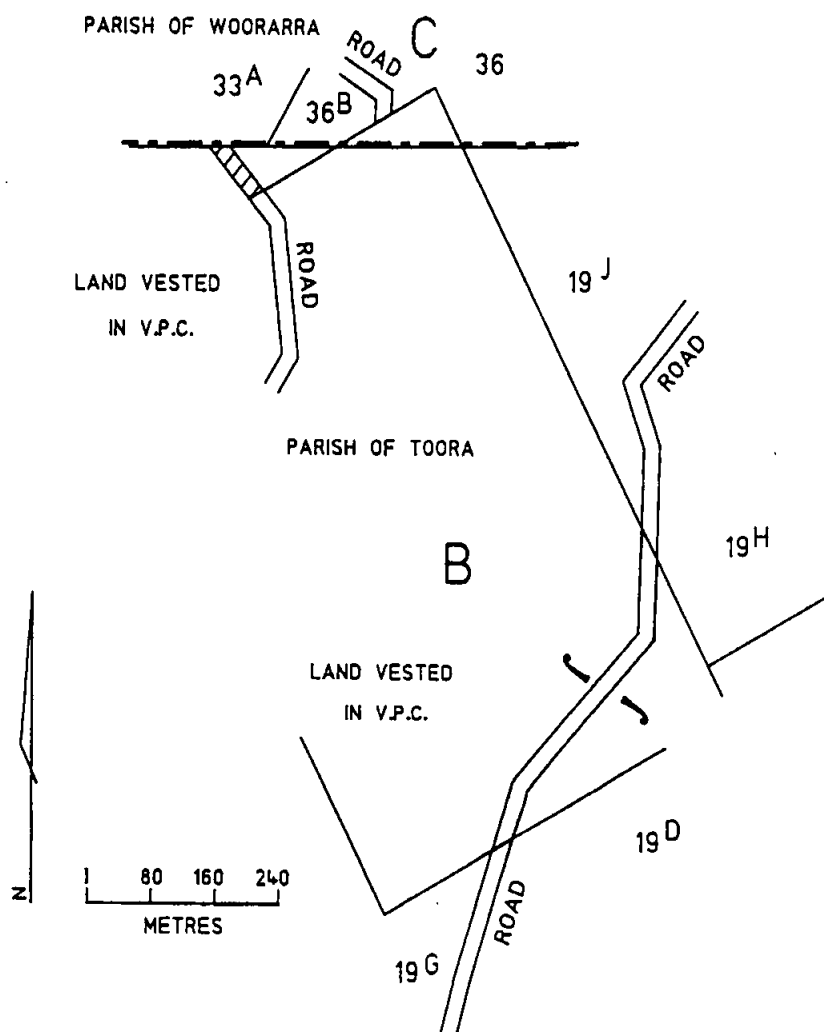 PARISH OF WOORARRA
ROAD
C
36
33A
36B
ROAD
LAND VESTED
IN V.P.C.
19J
ROAD
PARISH OF TOORA
B
19H
LAND VESTED
IN V.P.C.
19D
N
1 80 160 240
METRES
ROAD
19G